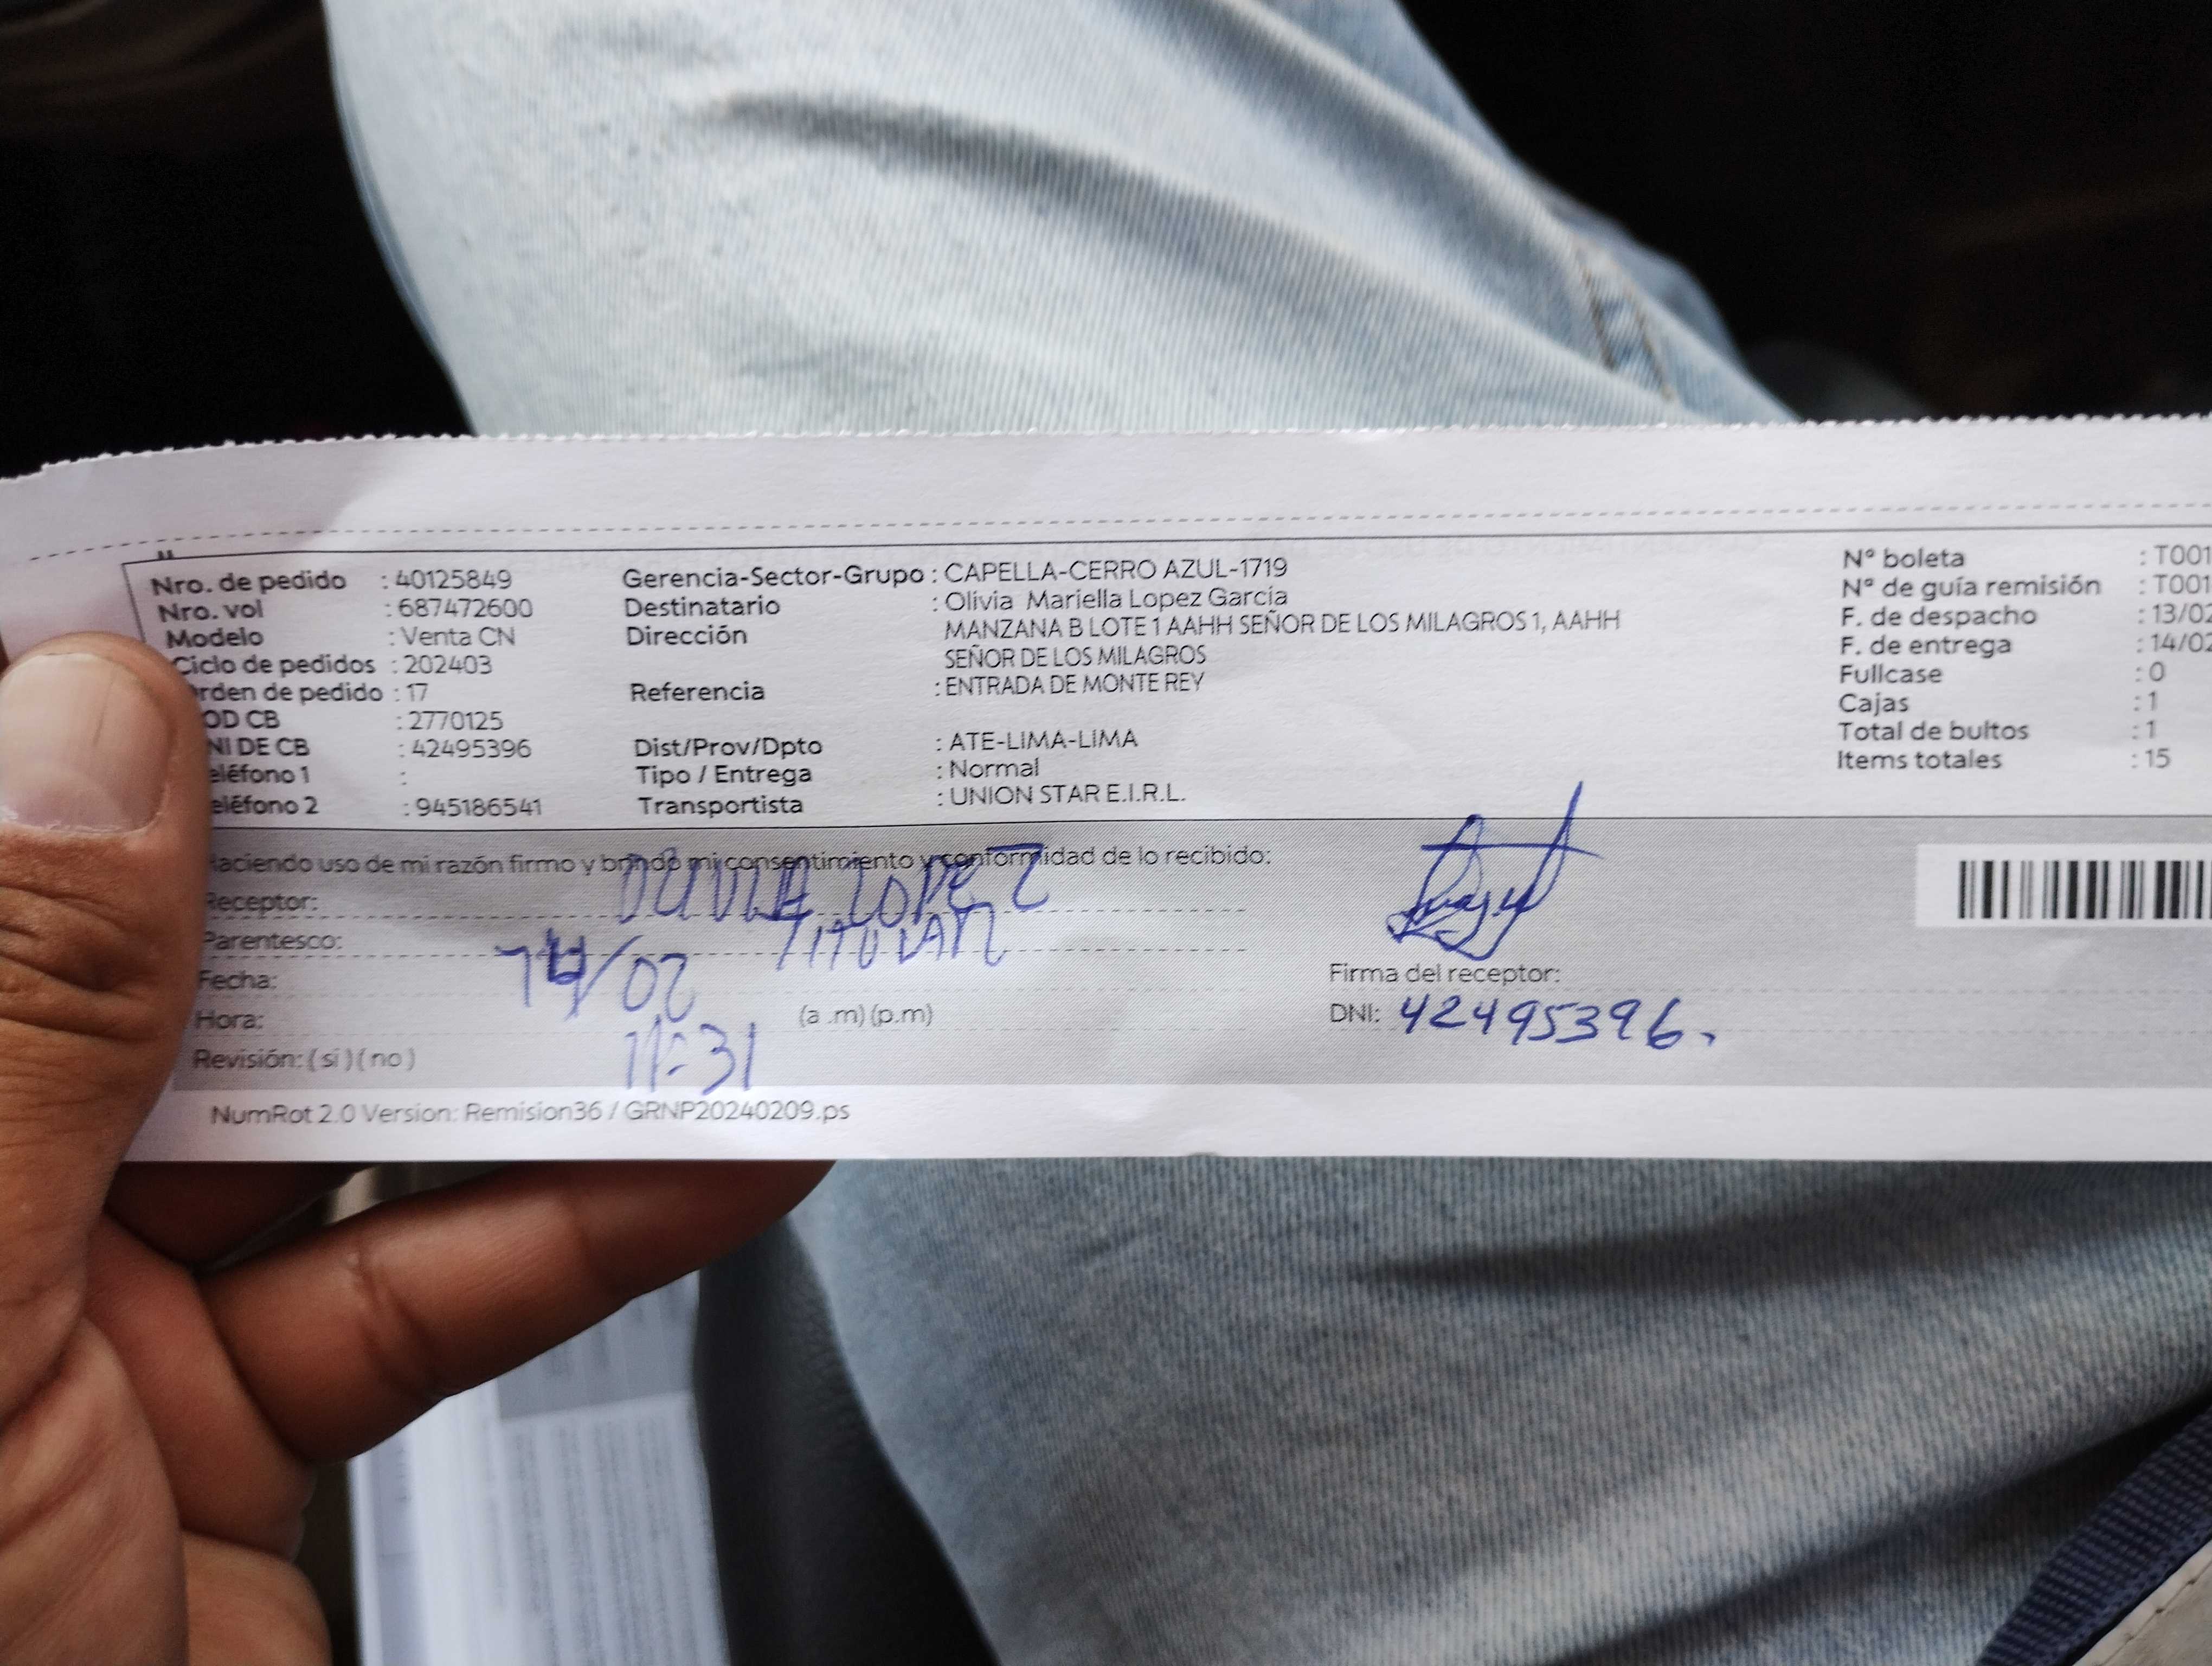 Nro. de pedido : 40125849 Gerencia-Sector-Grupo : CAPELLA-CERRO AZUL-1719 Nº boleta : T001
Nro. vol : 687472600 Destinatario : Olivia Mariella Lopez Garcia Nº de guía remisión : T001
Modelo : Venta CN Dirección MANZANA B LOTE 1 AAHH SEÑOR DE LOS MILAGROS 1, AAHH F. de despacho : 13/02
Ciclo de pedidos : 202403 SEÑOR DE LOS MILAGROS F. de entrega : 14/02
rden de pedido : 17 Referencia : ENTRADA DE MONTE REY Fullcase : 0
OD CB : 2770125 Cajas : 1
NI DE CB : 42495396 Dist/Prov/Dpto : ATE-LIMA-LIMA Total de bultos : 1
eléfono 1 : Tipo / Entrega : Normal Items totales : 15
eléfono 2 : 945186541 Transportista : UNION STAR E.I.R.L.
Haciendo uso de mi razón firmo y brindo mi consentimiento y conformidad de lo recibido:
Receptor: OLIVIA LOPEZ
Parentesco: TITULAR
Fecha: 14/02 Firma del receptor:
Hora: 11:31 (a .m) (p.m) DNI: 42495396.
Revisión: ( si ) ( no )
NumRot 2.0 Version: Remision36 / GRNP20240209.ps